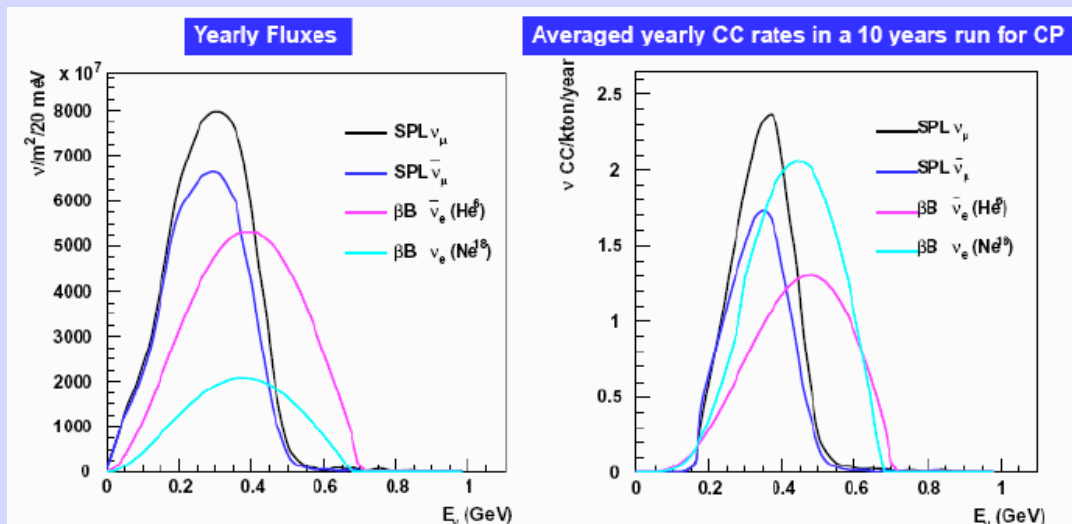 Yearly Fluxes
Averaged yearly CC rates in a 10 years run for CP
x 10⁷
ν/m²/20 meV
8000
7000
6000
5000
4000
3000
2000
1000
0
0 0.2 0.4 0.6 0.8 1
E_ν (GeV)
SPL ν_μ
SPL ν̄_μ
βB ν̄_e (He⁶)
βB ν_e (Ne¹⁸)
ν CC/kton/year
2.5
2
1.5
1
0.5
0
0 0.2 0.4 0.6 0.8 1
E_ν (GeV)
SPL ν_μ
SPL ν̄_μ
βB ν̄_e (He⁶)
βB ν_e (Ne¹⁸)